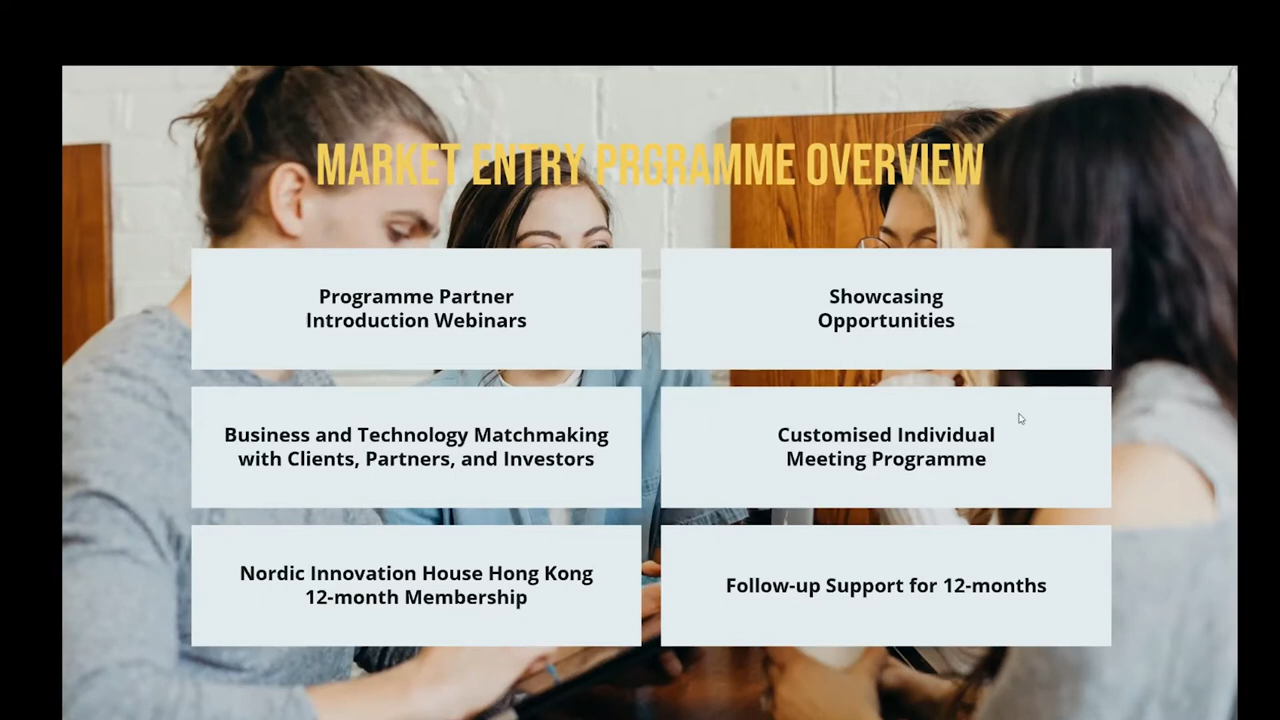 MARKET ENTRY PRGRAMME OVERVIEW
Programme Partner
Introduction Webinars
Showcasing
Opportunities
Business and Technology Matchmaking
with Clients, Partners, and Investors
Customised Individual
Meeting Programme
Nordic Innovation House Hong Kong
12-month Membership
Follow-up Support for 12-months